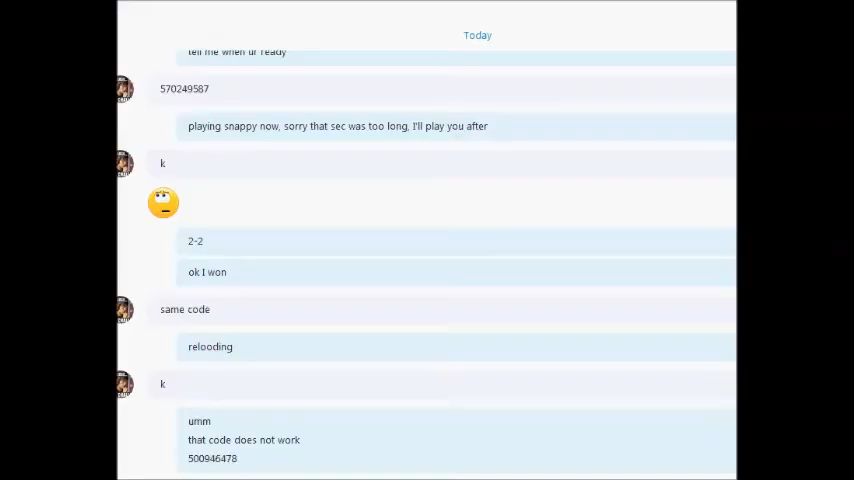 Today
tell me when ur ready
570249587
playing snappy now, sorry that sec was too long, I'll play you after
k
2-2
ok I won
same code
relooding
k
umm
that code does not work
500946478